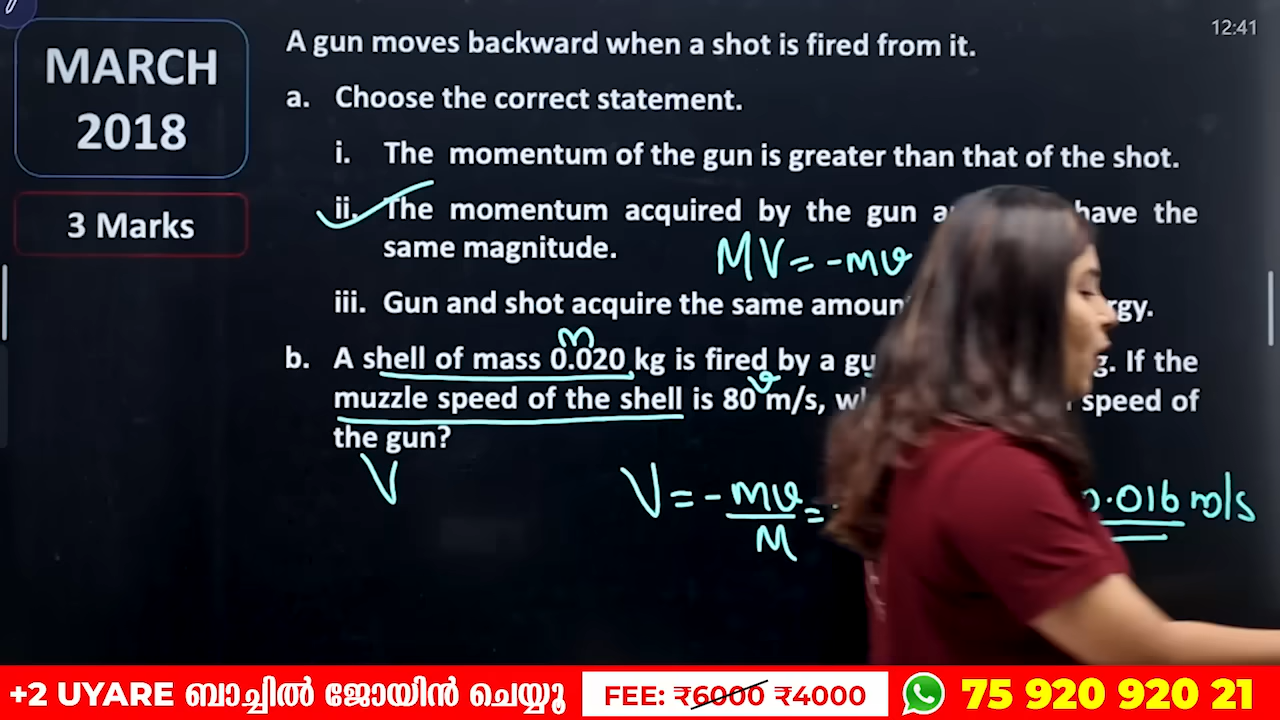 12:41
MARCH
2018
3 Marks
A gun moves backward when a shot is fired from it.
a. Choose the correct statement.
i. The momentum of the gun is greater than that of the shot.
ii. The momentum acquired by the gun have the
same magnitude.
MV = -mv
iii. Gun and shot acquire the same
m
b. A shell of mass 0.020 kg is fired by a If the
v
muzzle speed of the shell is 80 m/s, speed of
the gun?
V
V = - mv / M = 0.016 m/s
+2 UYARE ബാച്ചിൽ ജോയിൻ ചെയ്യൂ
FEE: ₹6000 ₹4000
75 920 920 21